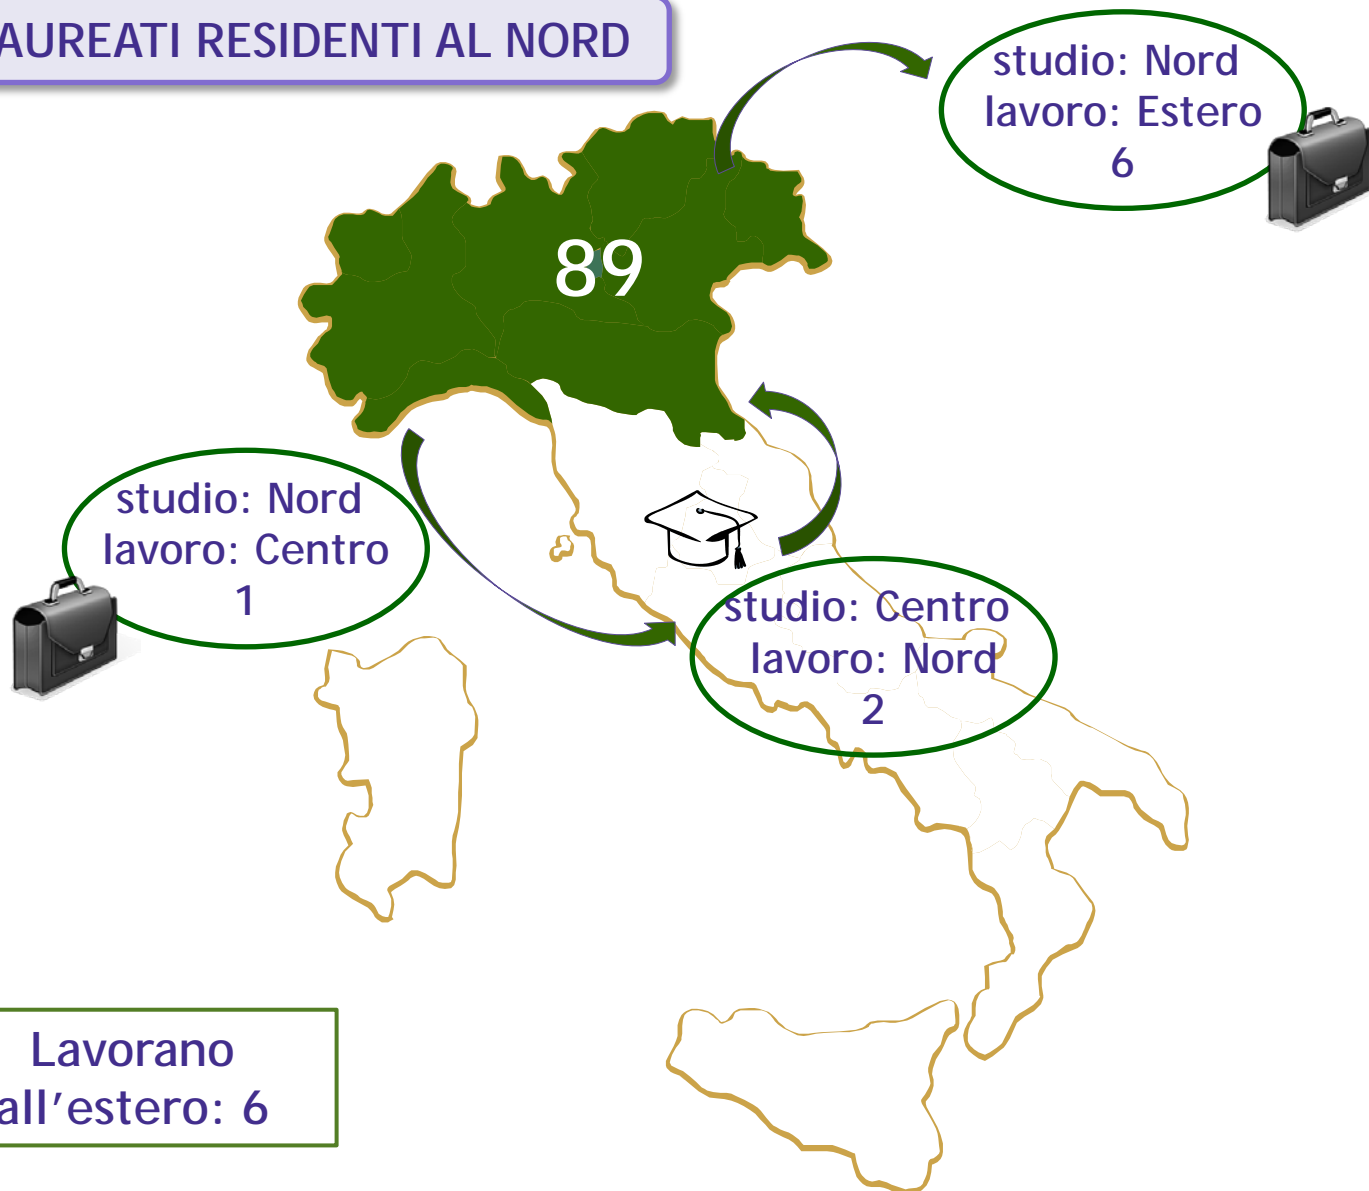 AUREATI RESIDENTI AL NORD
studio: Nord
lavoro: Estero
6
89
studio: Nord
lavoro: Centro
1
studio: Centro
lavoro: Nord
2
Lavorano
all'estero: 6